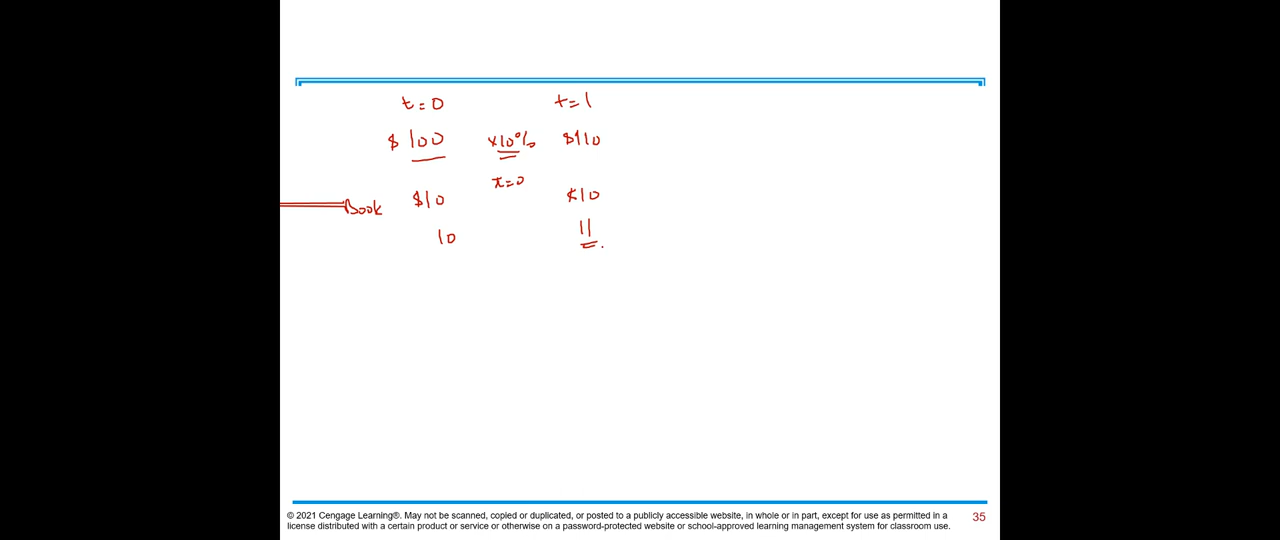 t = 0 t = 1
$ 100 x10% $110
π = 0
Book $10 $10
10 11
© 2021 Cengage Learning®. May not be scanned, copied or duplicated, or posted to a publicly accessible website, in whole or in part, except for use as permitted in a
license distributed with a certain product or service or otherwise on a password-protected website or school-approved learning management system for classroom use.
35